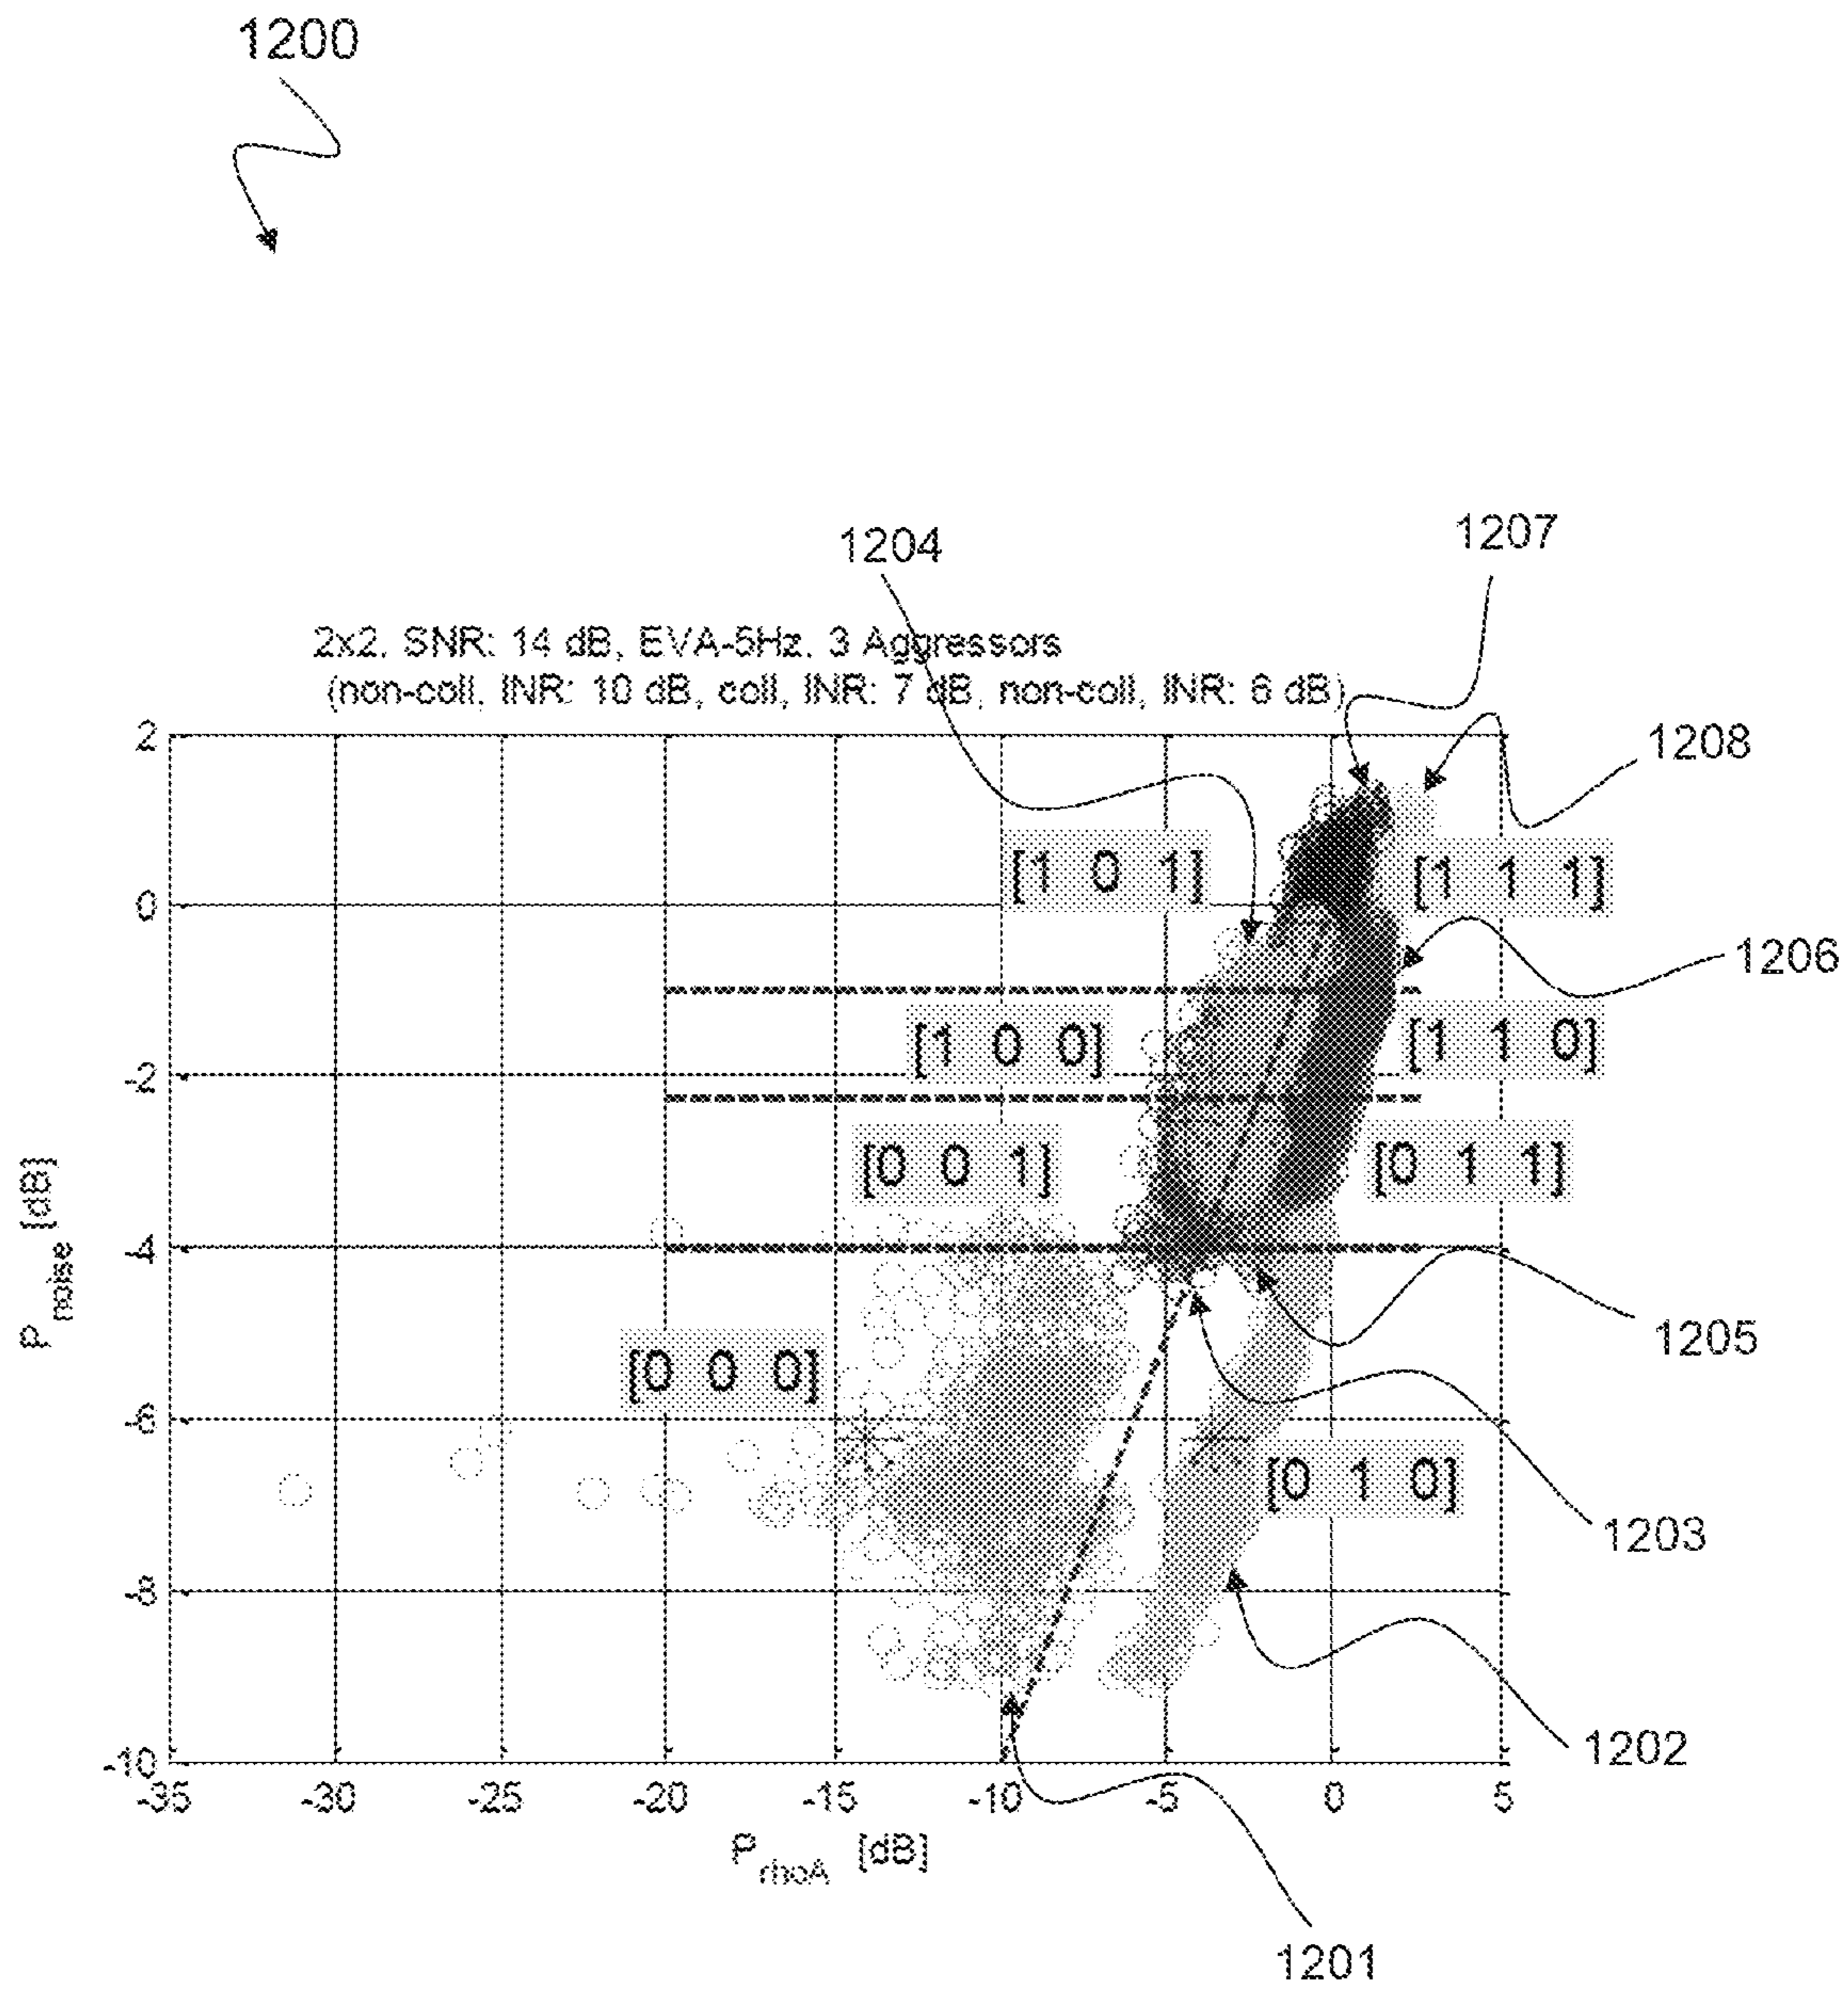 1200
1204
1207
2x2, SNR: 14 dB, EVA-5Hz, 3 Aggressors
(non-coll, INR: 10 dB, coll, INR: 7 dB, non-coll, INR: 6 dB)
1208
2
[1 0 1]
[1 1 1]
0
1206
[1 0 0]
[1 1 0]
-2
[0 0 1]
[0 1 1]
P noise [dB]
-4
1205
[0 0 0]
-6
[0 1 0]
1203
-8
1202
-10
-35 -30 -25 -20 -15 -10 -5 0 5
P rhoA [dB]
1201